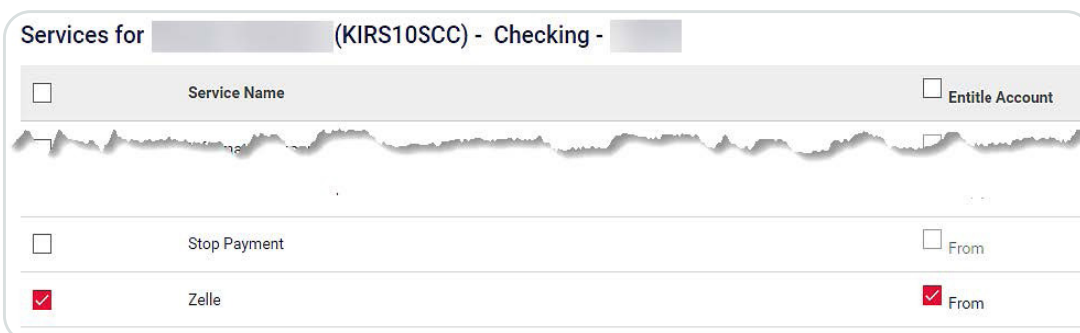 Services for (KIRS10SCC) - Checking -
Service Name Entitle Account
Stop Payment From
Zelle From